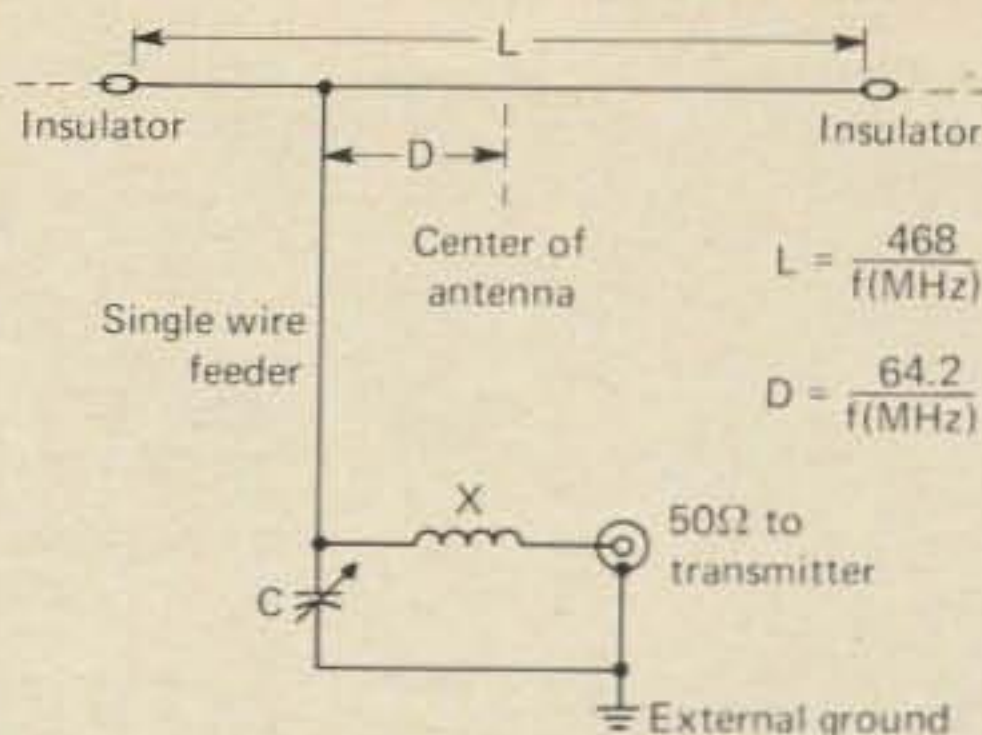 L
Insulator
Insulator
D
Center of
antenna
L = 468
f(MHz)
Single wire
feeder
D = 64.2
f(MHz)
X
50Ω to
transmitter
C
External ground